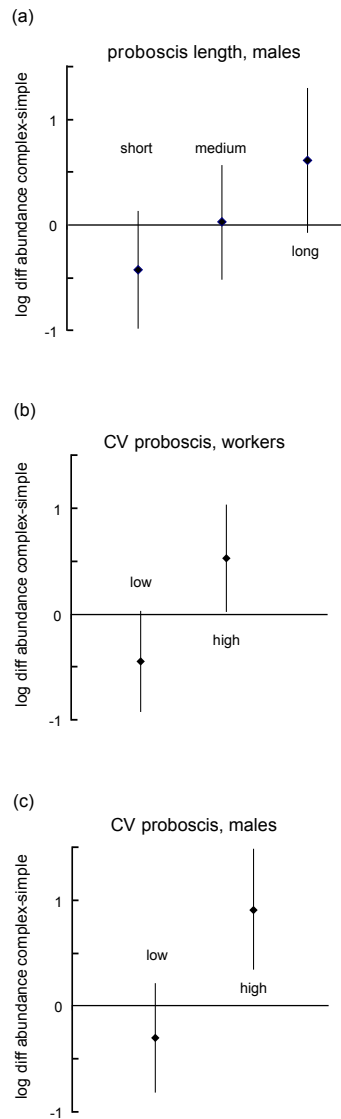 (a)
proboscis length, males
log diff abundance complex-simple
1
0
-1
short
medium
long
(b)
CV proboscis, workers
log diff abundance complex-simple
1
0
-1
low
high
(c)
CV proboscis, males
log diff abundance complex-simple
1
0
-1
low
high